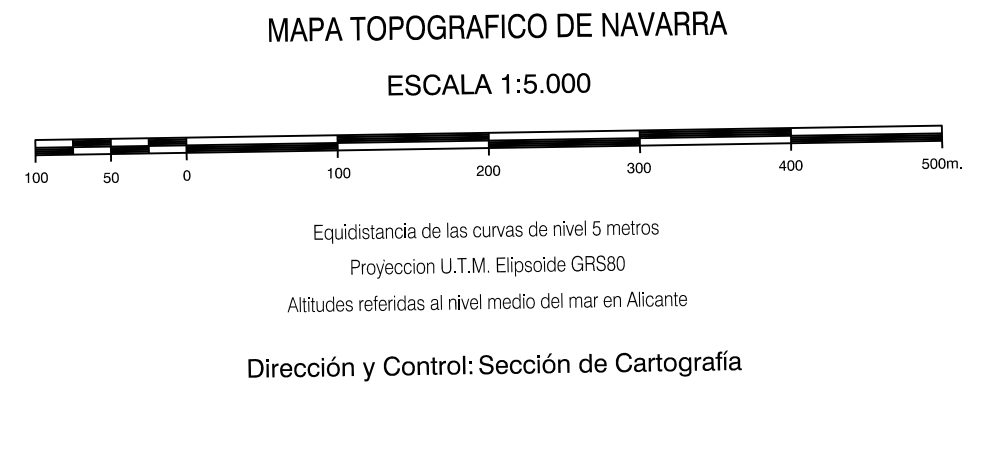 MAPA TOPOGRAFICO DE NAVARRA
ESCALA 1:5.000
100 50 0 100 200 300 400 500m.
Equidistancia de las curvas de nivel 5 metros
Proyeccion U.T.M. Elipsoide GRS80
Altitudes referidas al nivel medio del mar en Alicante
Dirección y Control: Sección de Cartografía